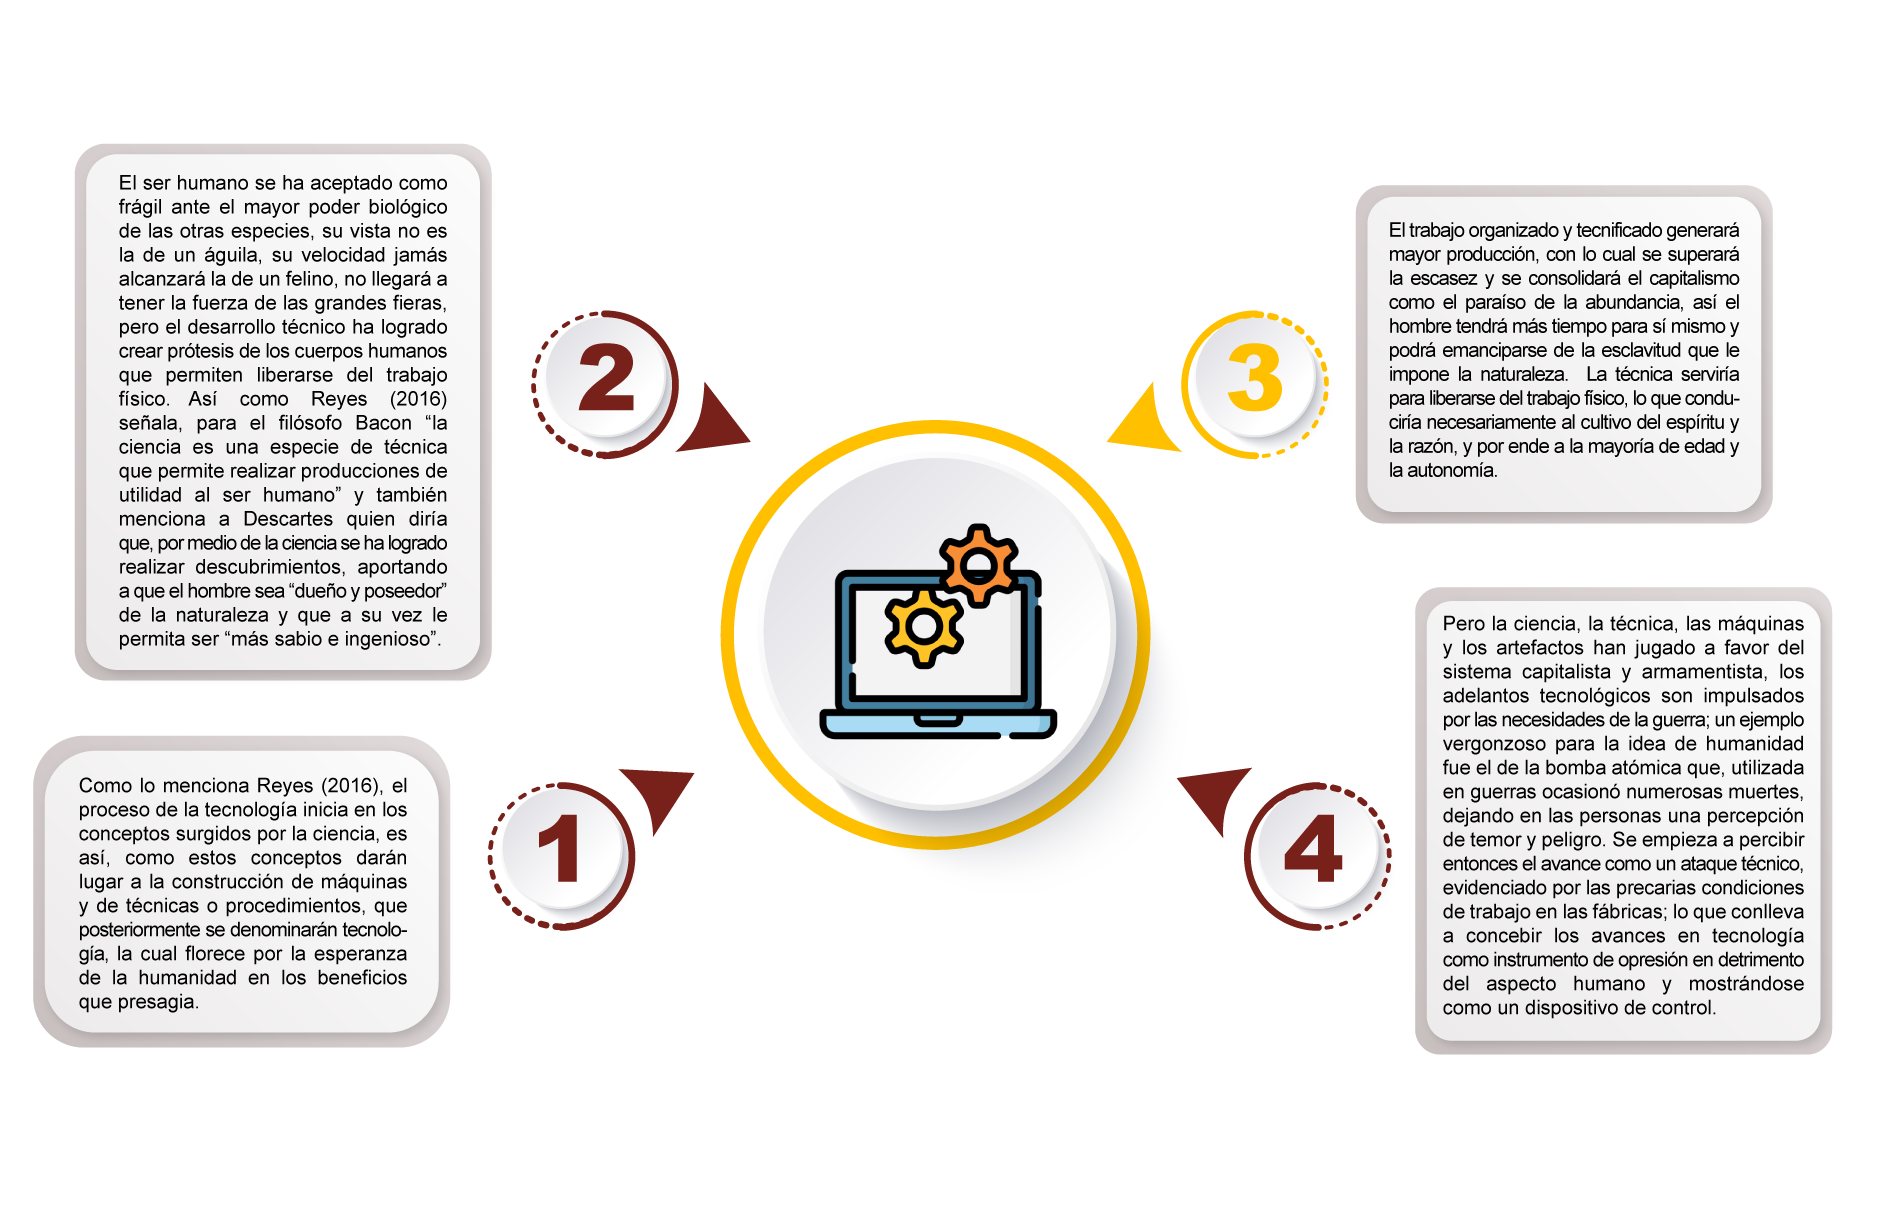 El ser humano se ha aceptado como
frágil ante el mayor poder biológico
de las otras especies, su vista no es
la de un águila, su velocidad jamás
alcanzará la de un felino, no llegará a
tener la fuerza de las grandes fieras,
pero el desarrollo técnico ha logrado
crear prótesis de los cuerpos humanos
que permiten liberarse del trabajo
físico. Así como Reyes (2016)
señala, para el filósofo Bacon “la
ciencia es una especie de técnica
que permite realizar producciones de
utilidad al ser humano” y también
menciona a Descartes quien diría
que, por medio de la ciencia se ha logrado
realizar descubrimientos, aportando
a que el hombre sea “dueño y poseedor”
de la naturaleza y que a su vez le
permita ser “más sabio e ingenioso”.
2
Como lo menciona Reyes (2016), el
proceso de la tecnología inicia en los
conceptos surgidos por la ciencia, es
así, como estos conceptos darán
lugar a la construcción de máquinas
y de técnicas o procedimientos, que
posteriormente se denominarán tecnolo-
gía, la cual florece por la esperanza
de la humanidad en los beneficios
que presagia.
1
3
El trabajo organizado y tecnificado generará
mayor producción, con lo cual se superará
la escasez y se consolidará el capitalismo
como el paraíso de la abundancia, así el
hombre tendrá más tiempo para sí mismo y
podrá emanciparse de la esclavitud que le
impone la naturaleza.  La técnica serviría
para liberarse del trabajo físico, lo que condu-
ciría necesariamente al cultivo del espíritu y
la razón, y por ende a la mayoría de edad y
la autonomía.
4
Pero la ciencia, la técnica, las máquinas
y los artefactos han jugado a favor del
sistema capitalista y armamentista, los
adelantos tecnológicos son impulsados
por las necesidades de la guerra; un ejemplo
vergonzoso para la idea de humanidad
fue el de la bomba atómica que, utilizada
en guerras ocasionó numerosas muertes,
dejando en las personas una percepción
de temor y peligro. Se empieza a percibir
entonces el avance como un ataque técnico,
evidenciado por las precarias condiciones
de trabajo en las fábricas; lo que conlleva
a concebir los avances en tecnología
como instrumento de opresión en detrimento
del aspecto humano y mostrándose
como un dispositivo de control.